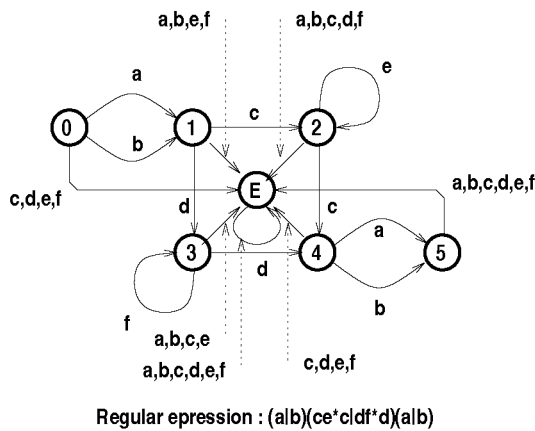 a,b,e,f
a,b,c,d,f
e
a
0
1
c
2
b
c,d,e,f
E
a,b,c,d,e,f
d
c
a
3
4
5
d
b
f
a,b,c,e
a,b,c,d,e,f
c,d,e,f
Regular epression : (a|b)(ce*c|df*d)(a|b)